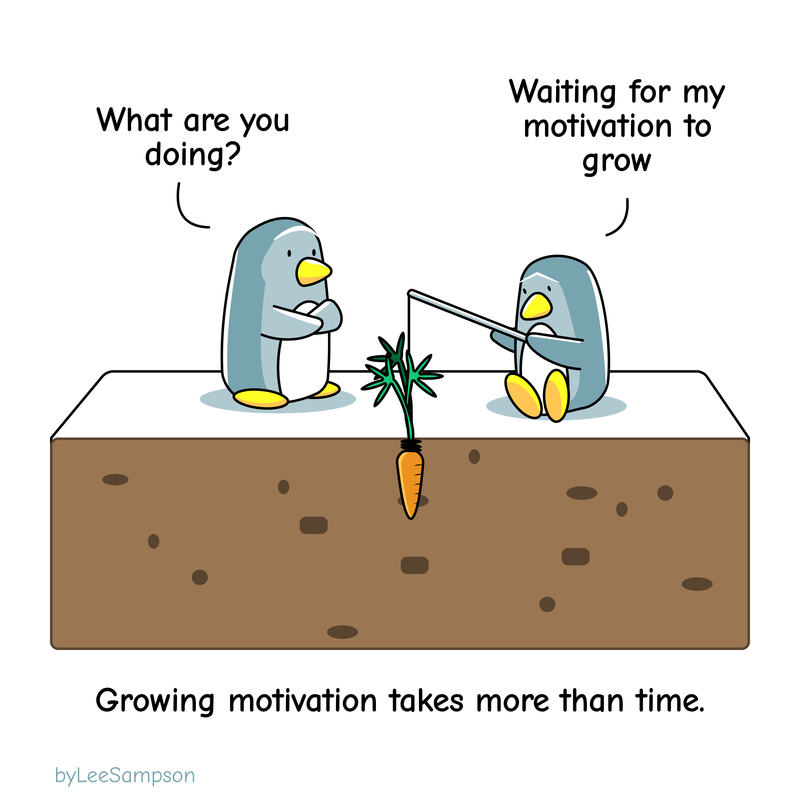 What are you
doing?
Waiting for my
motivation to
grow
Growing motivation takes more than time.
byLeeSampson